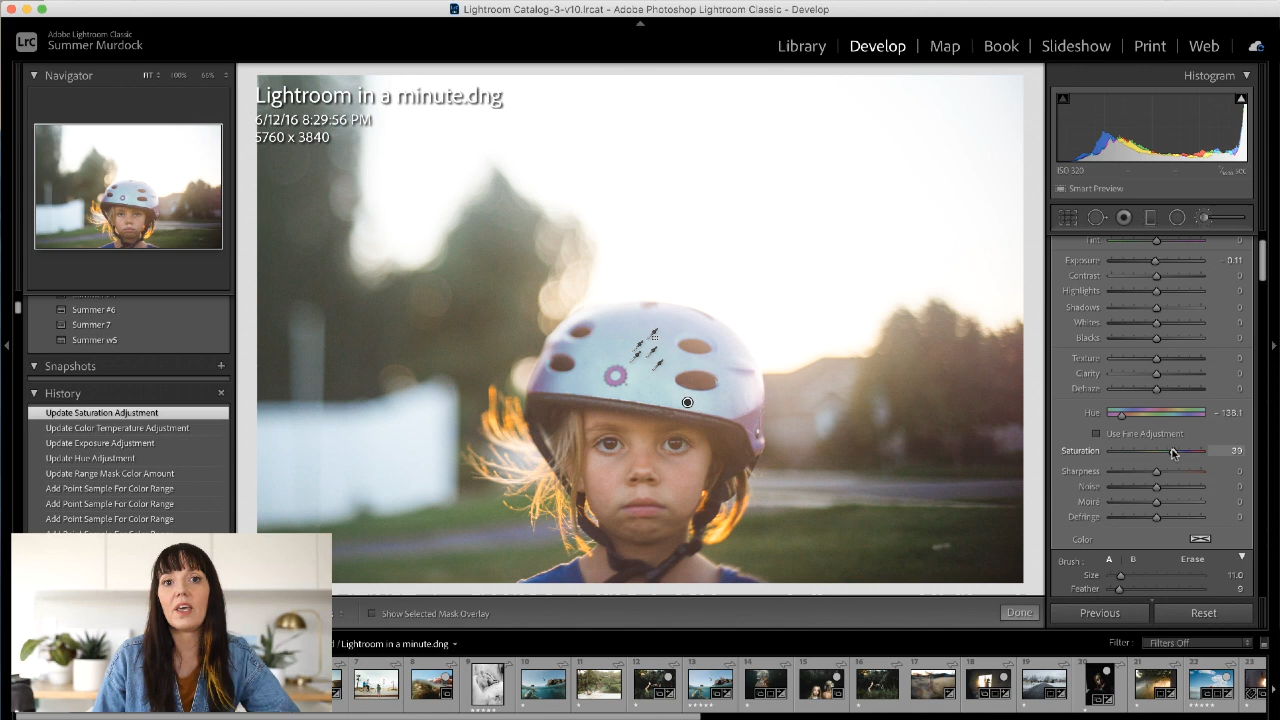 Lightroom Catalog-3-v10.lrcat - Adobe Photoshop Lightroom Classic - Develop
LrC
Adobe Lightroom Classic
Summer Murdock
Library
Develop
Map
Book
Slideshow
Print
Web
Navigator
FIT
100%
66%
Summer #6
Summer 7
Summer w5
Snapshots
History
Update Saturation Adjustment
Update Color Temperature Adjustment
Update Exposure Adjustment
Update Hue Adjustment
Update Range Mask Color Amount
Add Point Sample For Color Range
Add Point Sample For Color Range
Add Point Sample For Color Range
Lightroom in a minute.dng
6/12/16 8:29:56 PM
5760 x 3840
Histogram
ISO 320
sec
Smart Preview
Tint 0
Exposure - 0.11
Contrast 0
Highlights 0
Shadows 0
Whites 0
Blacks 0
Texture 0
Clarity 0
Dehaze 0
Hue - 138.1
Use Fine Adjustment
Saturation 39
Sharpness 0
Noise 0
Moiré 0
Defringe 0
Color
Brush : A B Erase
Size 11.0
Feather 9
Previous
Reset
Show Selected Mask Overlay
Done
/ Lightroom in a minute.dng
Filter :
Filters Off
7
8
9
10
11
12
13
14
15
16
17
18
19
20
21
22
23